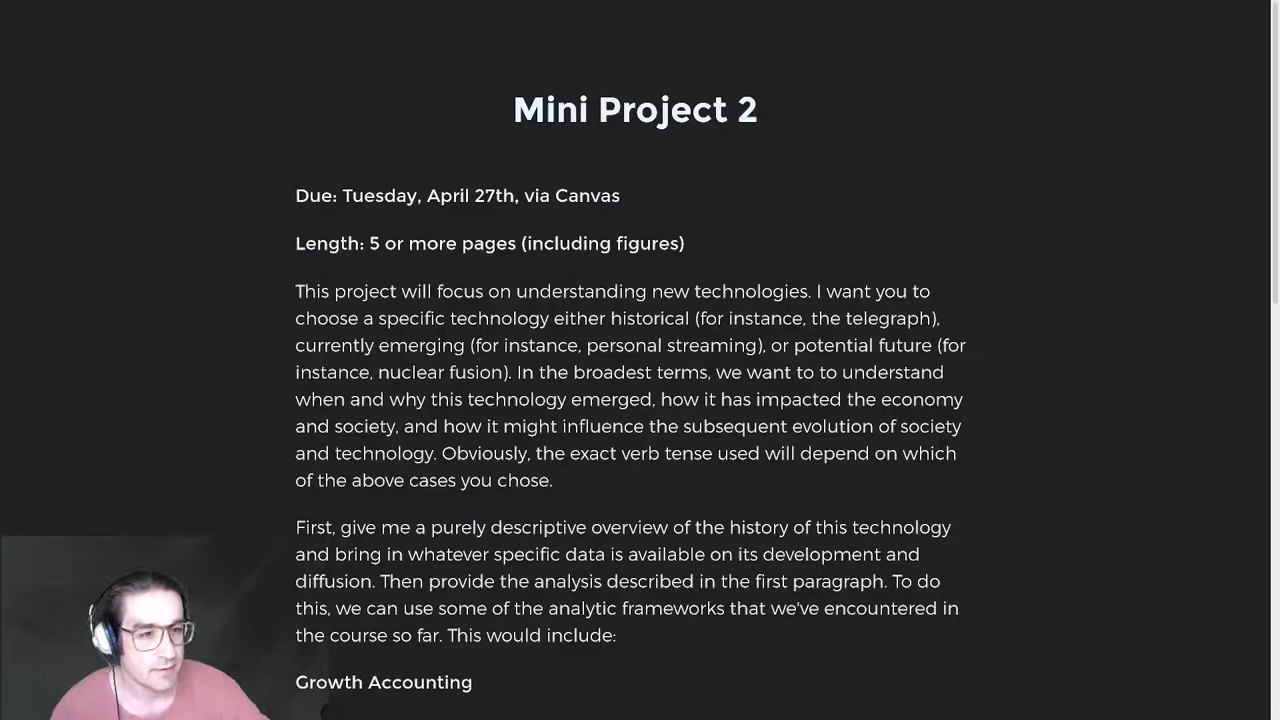 Mini Project 2
Due: Tuesday, April 27th, via Canvas
Length: 5 or more pages (including figures)
This project will focus on understanding new technologies. I want you to
choose a specific technology either historical (for instance, the telegraph),
currently emerging (for instance, personal streaming), or potential future (for
instance, nuclear fusion). In the broadest terms, we want to to understand
when and why this technology emerged, how it has impacted the economy
and society, and how it might influence the subsequent evolution of society
and technology. Obviously, the exact verb tense used will depend on which
of the above cases you chose.
First, give me a purely descriptive overview of the history of this technology
and bring in whatever specific data is available on its development and
diffusion. Then provide the analysis described in the first paragraph. To do
this, we can use some of the analytic frameworks that we've encountered in
the course so far. This would include:
Growth Accounting